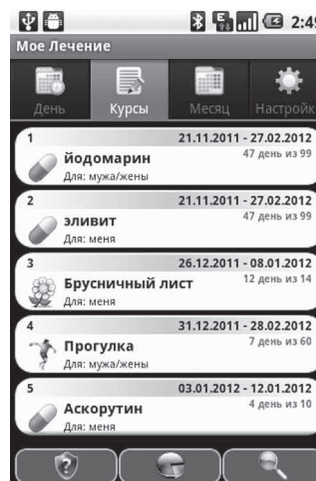 2:4
Мое Лечение
День Курсы Месяц Настройк
1 21.11.2011 - 27.02.2012
йодомарин 47 день из 99
Для: мужа/жены
2 21.11.2011 - 27.02.2012
эливит 47 день из 99
Для: меня
3 26.12.2011 - 08.01.2012
Брусничный лист 12 день из 14
Для: меня
4 31.12.2011 - 28.02.2012
Прогулка 7 день из 60
Для: мужа/жены
5 03.01.2012 - 12.01.2012
Аскорутин 4 день из 10
Для: меня